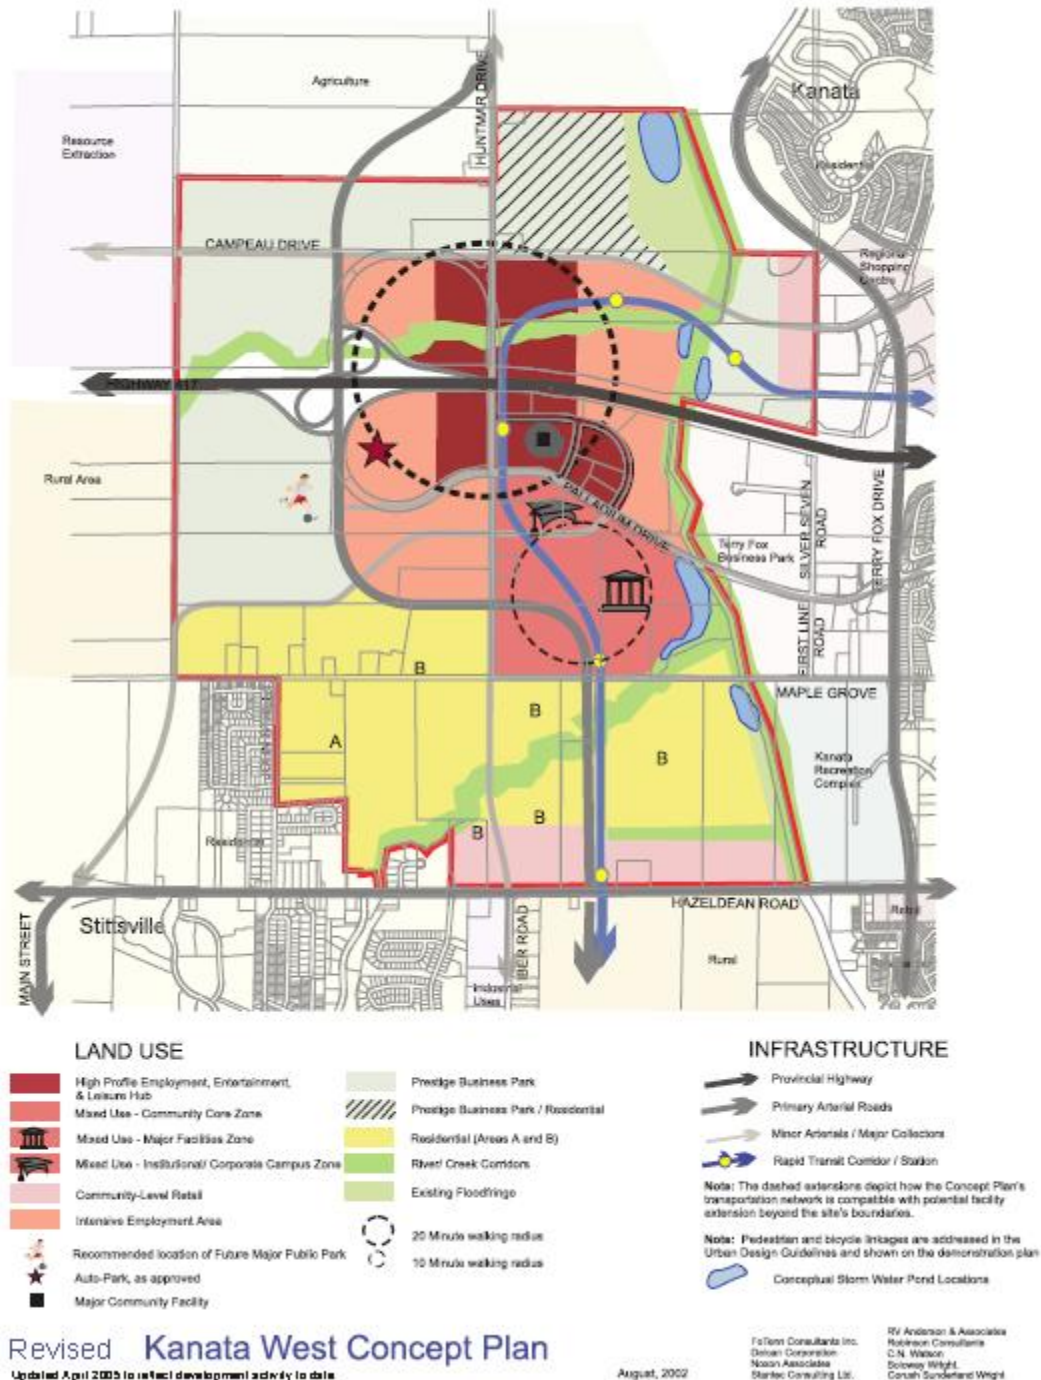 Agriculture
HUNTMAR DRIVE
Kanata
Resource
Extraction
Residential
CAMPEAU DRIVE
Regional
Shopping
Centre
HIGHWAY 417
Rural Area
PALLADIUM DRIVE
Terry Fox
Business Park
FIRST LINE
ROAD
SILVER SEVEN
ROAD
TERRY FOX DRIVE
B
MAPLE GROVE
A
B
B
Kanata
Recreation
Complex
B
B
Residential
HAZELDEAN ROAD
Stittsville
MAIN STREET
IBER ROAD
Retail
Rural
Industrial
Uses
LAND USE
High Profile Employment, Entertainment,
& Leisure Hub
Mixed Use - Community Core Zone
Mixed Use - Major Facilities Zone
Mixed Use - Institutional/ Corporate Campus Zone
Community-Level Retail
Intensive Employment Area
Recommended location of Future Major Public Park
Auto-Park, as approved
Major Community Facility
Prestige Business Park
Prestige Business Park / Residential
Residential (Areas A and B)
River/ Creek Corridors
Existing Floodfringe
20 Minute walking radius
10 Minute walking radius
INFRASTRUCTURE
Provincial Highway
Primary Arterial Roads
Minor Arterials / Major Collectors
Rapid Transit Corridor / Station
Note: The dashed extensions depict how the Concept Plan's
transportation network is compatible with potential facility
extension beyond the site's boundaries.
Note: Pedestrian and bicycle linkages are addressed in the
Urban Design Guidelines and shown on the demonstration plan
Conceptual Storm Water Pond Locations
Revised Kanata West Concept Plan
Updated April 2005 to reflect development activity to date
August, 2002
FoTenn Consultants Inc.
Delcan Corporation
Novatech Associates
Stantec Consulting Ltd.
RV Anderson & Associates
Robinson Consultants
C.N. Watson
Soloway Wright
Corush Sunderland Wright